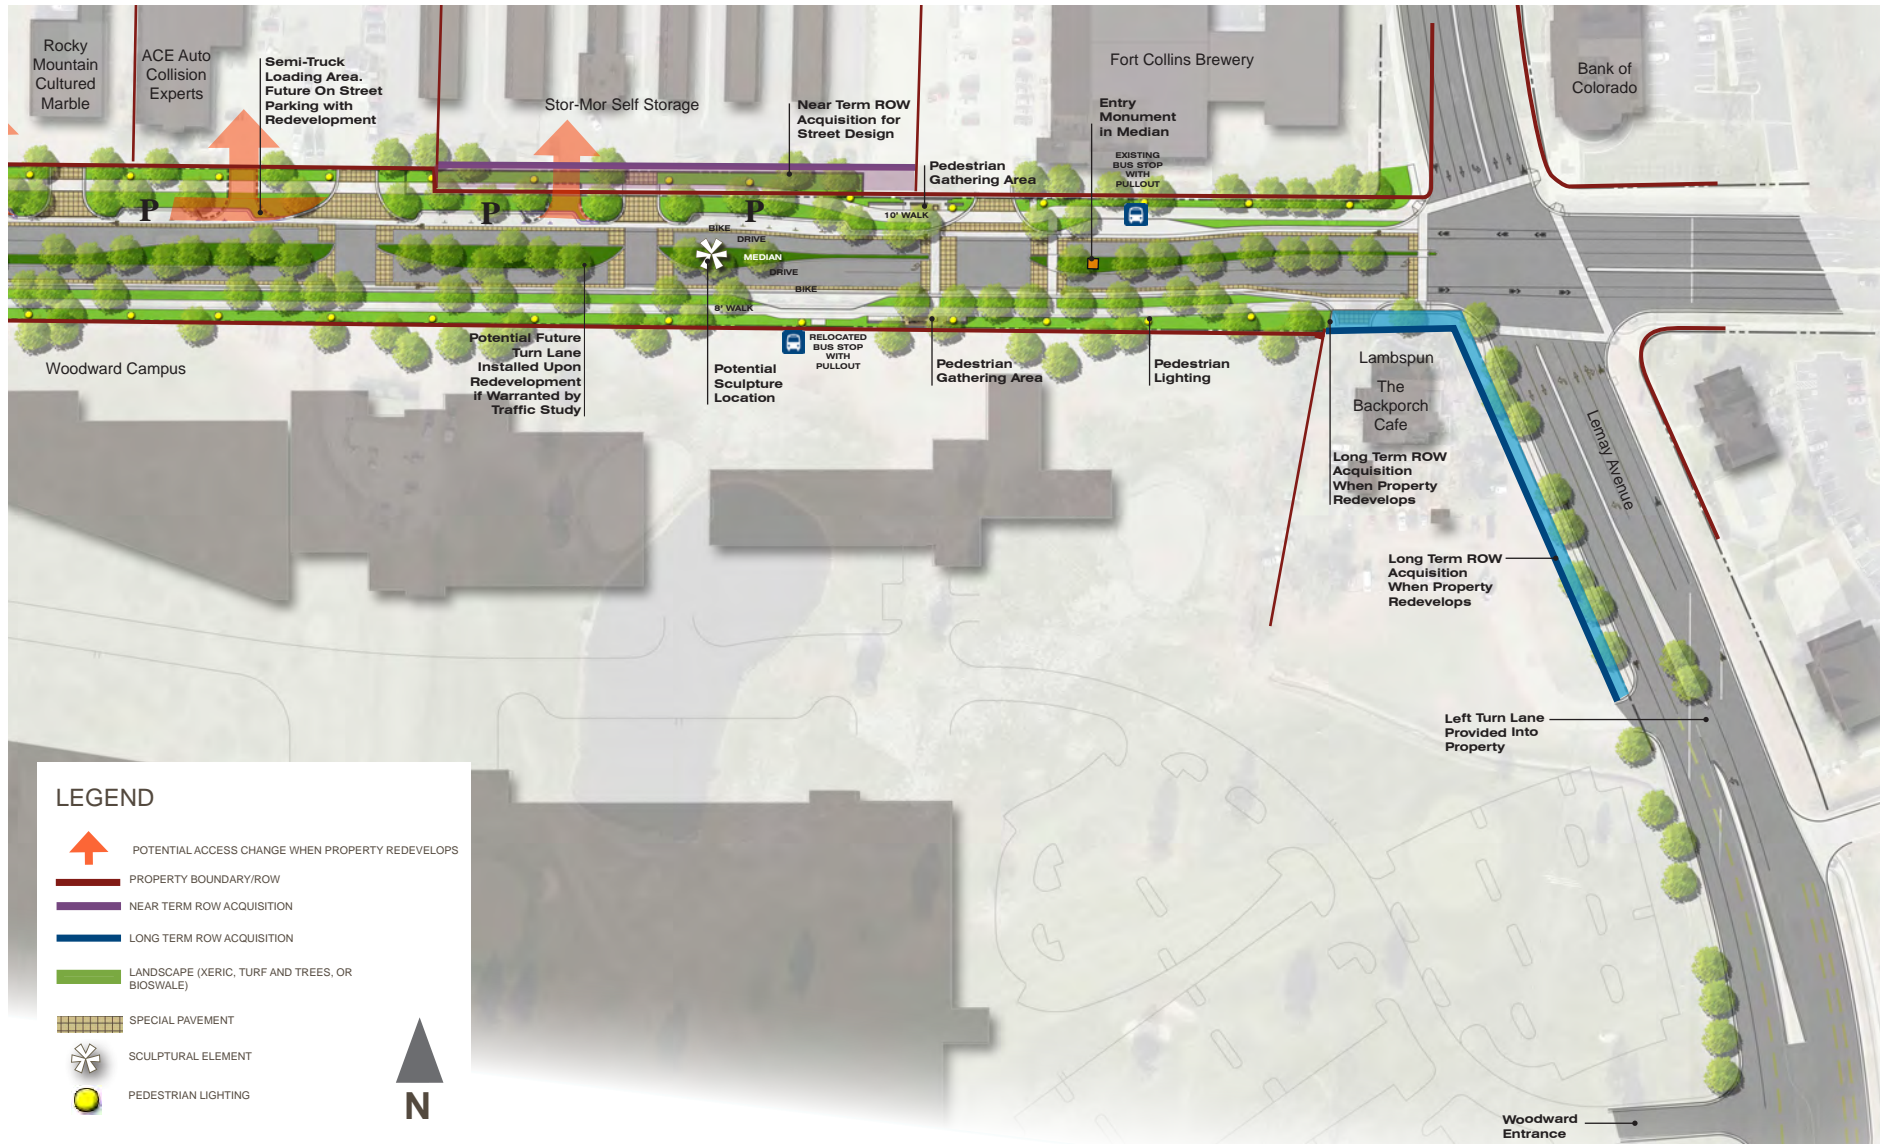 Rocky
Mountain
Cultured
Marble
ACE Auto
Collision
Experts
Semi-Truck
Loading Area.
Future On Street
Parking with
Redevelopment
Stor-Mor Self Storage
Near Term ROW
Acquisition for
Street Design
Fort Collins Brewery
Entry
Monument
in Median
Bank of
Colorado
Pedestrian
Gathering Area
EXISTING
BUS STOP
WITH
PULLOUT
P
P
P
10' WALK
BIKE
DRIVE
MEDIAN
DRIVE
BIKE
8' WALK
Woodward Campus
Potential Future
Turn Lane
Installed Upon
Redevelopment
if Warranted by
Traffic Study
Potential
Sculpture
Location
RELOCATED
BUS STOP
WITH
PULLOUT
Pedestrian
Gathering Area
Pedestrian
Lighting
Lambspun
The
Backporch
Cafe
Long Term ROW
Acquisition
When Property
Redevelops
Lemay Avenue
Long Term ROW
Acquisition
When Property
Redevelops
Left Turn Lane
Provided Into
Property
Woodward
Entrance
LEGEND
POTENTIAL ACCESS CHANGE WHEN PROPERTY REDEVELOPS
PROPERTY BOUNDARY/ROW
NEAR TERM ROW ACQUISITION
LONG TERM ROW ACQUISITION
LANDSCAPE (XERIC, TURF AND TREES, OR
BIOSWALE)
SPECIAL PAVEMENT
SCULPTURAL ELEMENT
PEDESTRIAN LIGHTING
N